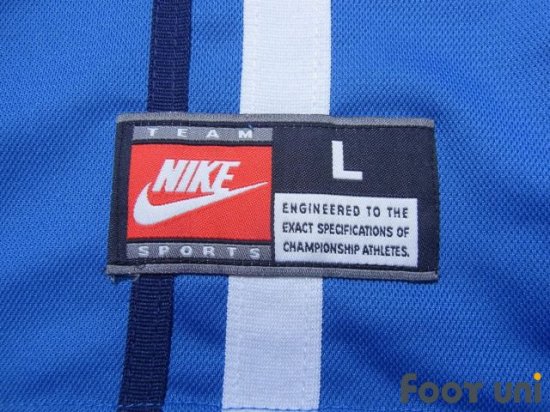 TEAM
NIKE
SPORTS
L
ENGINEERED TO THE
EXACT SPECIFICATIONS OF
CHAMPIONSHIP ATHLETES.
FOOT uni